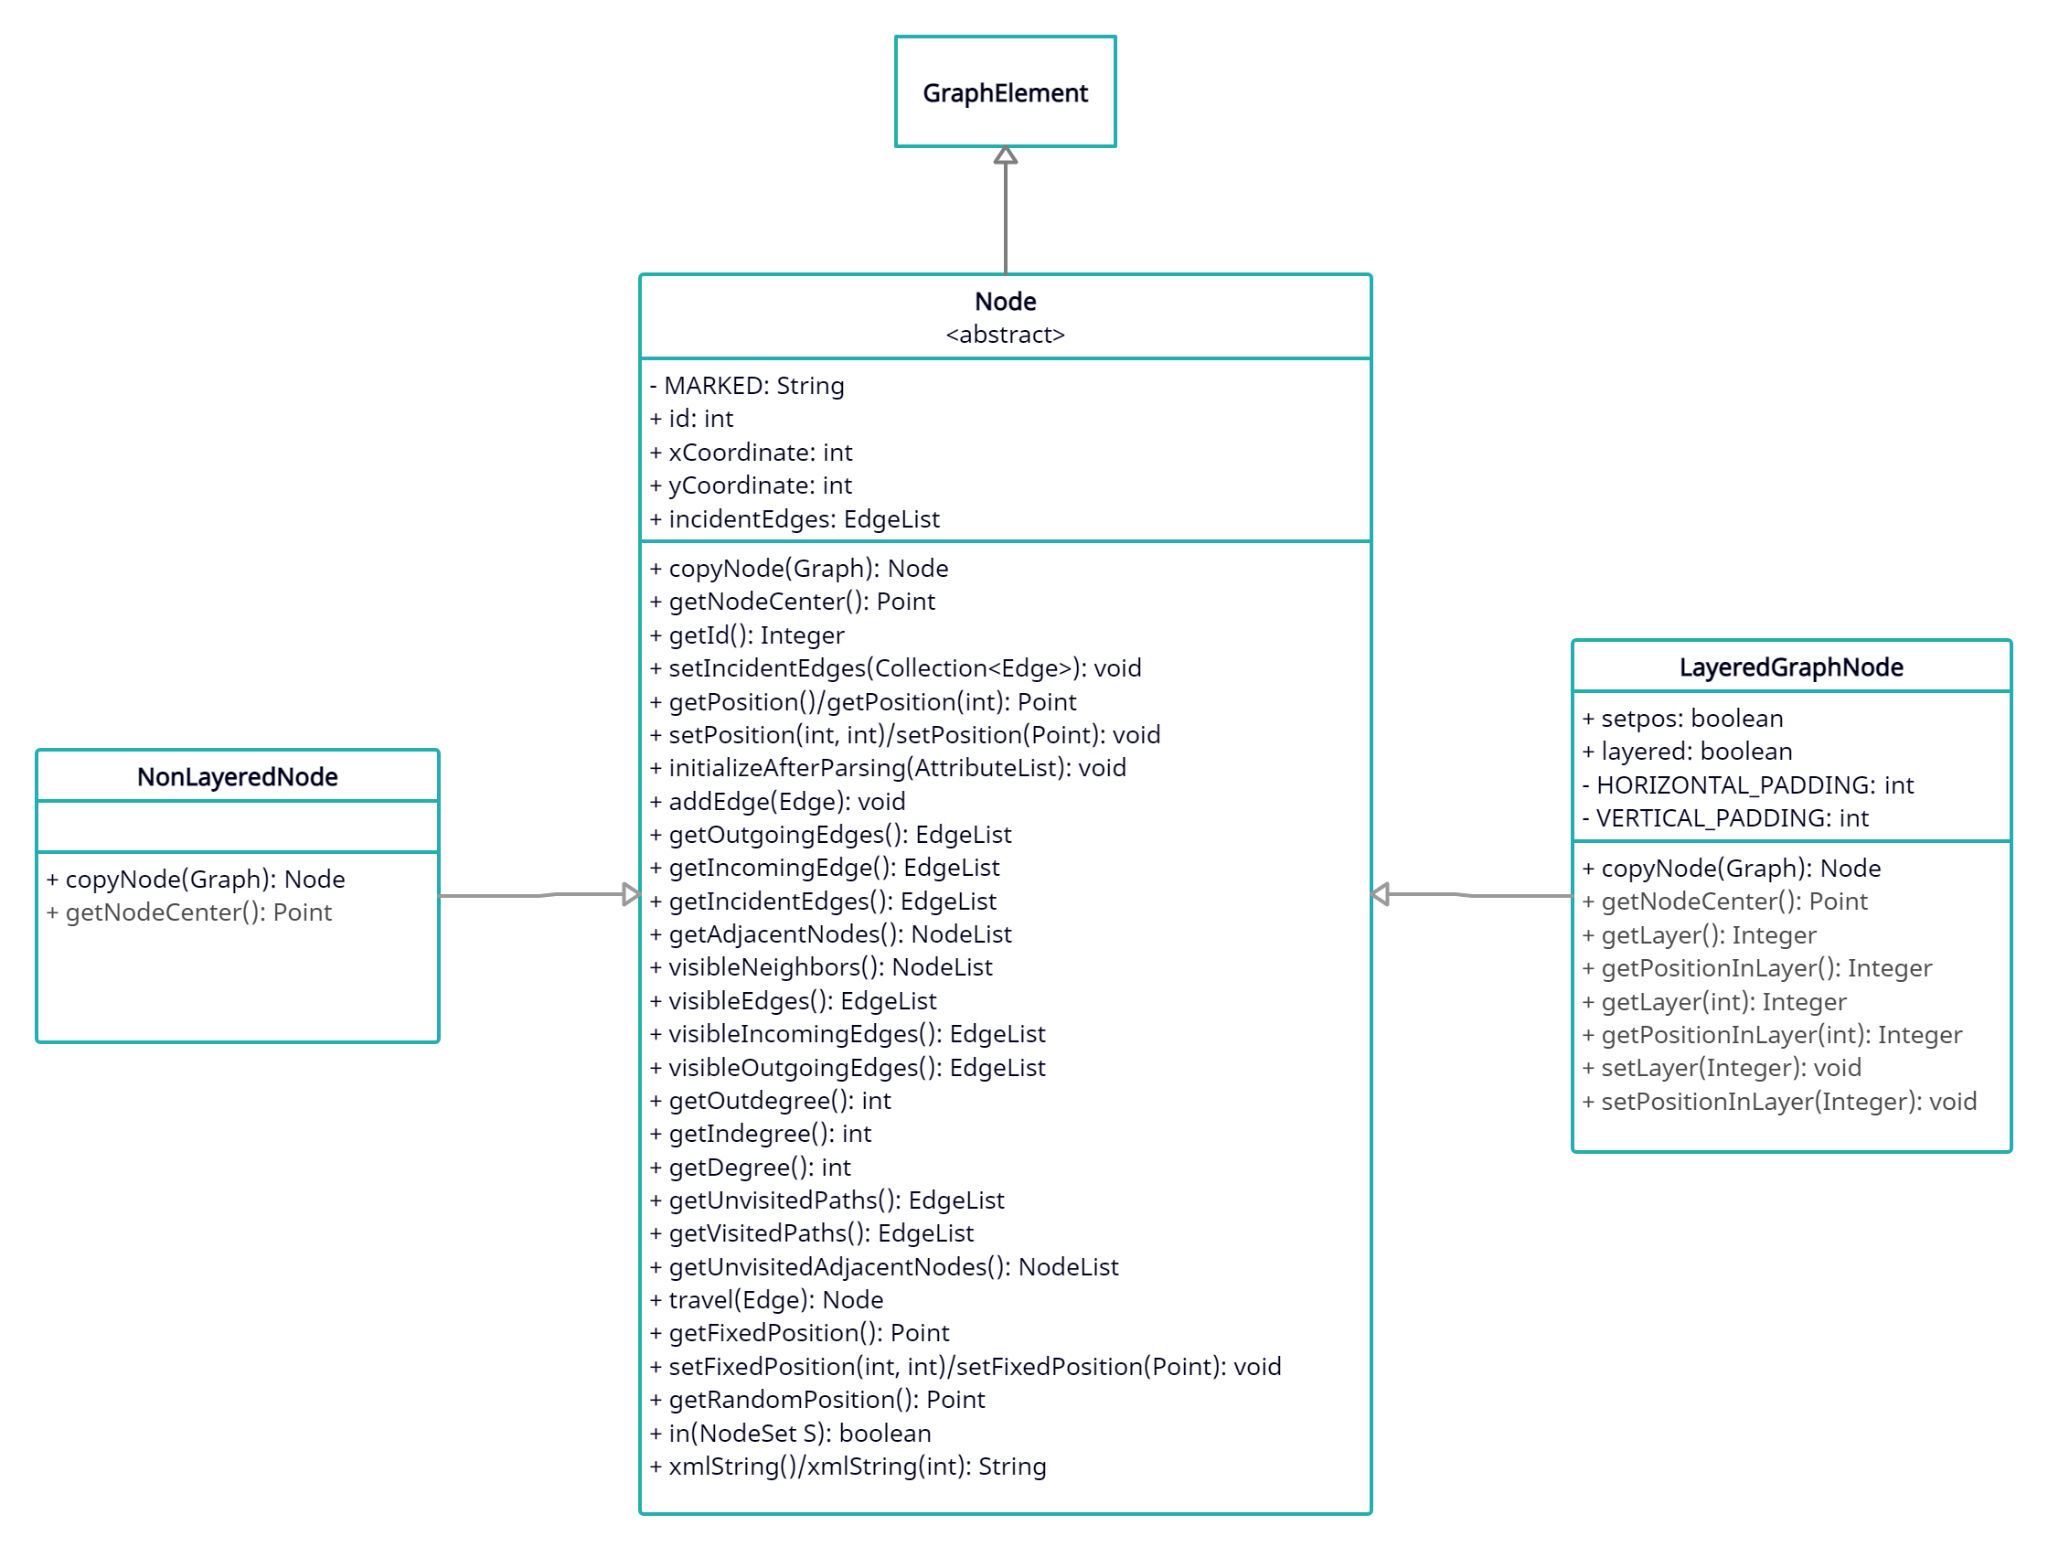 GraphElement
Node
<abstract>
- MARKED: String
+ id: int
+ xCoordinate: int
+ yCoordinate: int
+ incidentEdges: EdgeList
+ copyNode(Graph): Node
+ getNodeCenter(): Point
+ getId(): Integer
+ setIncidentEdges(Collection<Edge>): void
+ getPosition()/getPosition(int): Point
+ setPosition(int, int)/setPosition(Point): void
+ initializeAfterParsing(AttributeList): void
+ addEdge(Edge): void
+ getOutgoingEdges(): EdgeList
+ getIncomingEdge(): EdgeList
+ getIncidentEdges(): EdgeList
+ getAdjacentNodes(): NodeList
+ visibleNeighbors(): NodeList
+ visibleEdges(): EdgeList
+ visibleIncomingEdges(): EdgeList
+ visibleOutgoingEdges(): EdgeList
+ getOutdegree(): int
+ getIndegree(): int
+ getDegree(): int
+ getUnvisitedPaths(): EdgeList
+ getVisitedPaths(): EdgeList
+ getUnvisitedAdjacentNodes(): NodeList
+ travel(Edge): Node
+ getFixedPosition(): Point
+ setFixedPosition(int, int)/setFixedPosition(Point): void
+ getRandomPosition(): Point
+ in(NodeSet S): boolean
+ xmlString()/xmlString(int): String
NonLayeredNode
+ copyNode(Graph): Node
+ getNodeCenter(): Point
LayeredGraphNode
+ setpos: boolean
+ layered: boolean
- HORIZONTAL_PADDING: int
- VERTICAL_PADDING: int
+ copyNode(Graph): Node
+ getNodeCenter(): Point
+ getLayer(): Integer
+ getPositionInLayer(): Integer
+ getLayer(int): Integer
+ getPositionInLayer(int): Integer
+ setLayer(Integer): void
+ setPositionInLayer(Integer): void